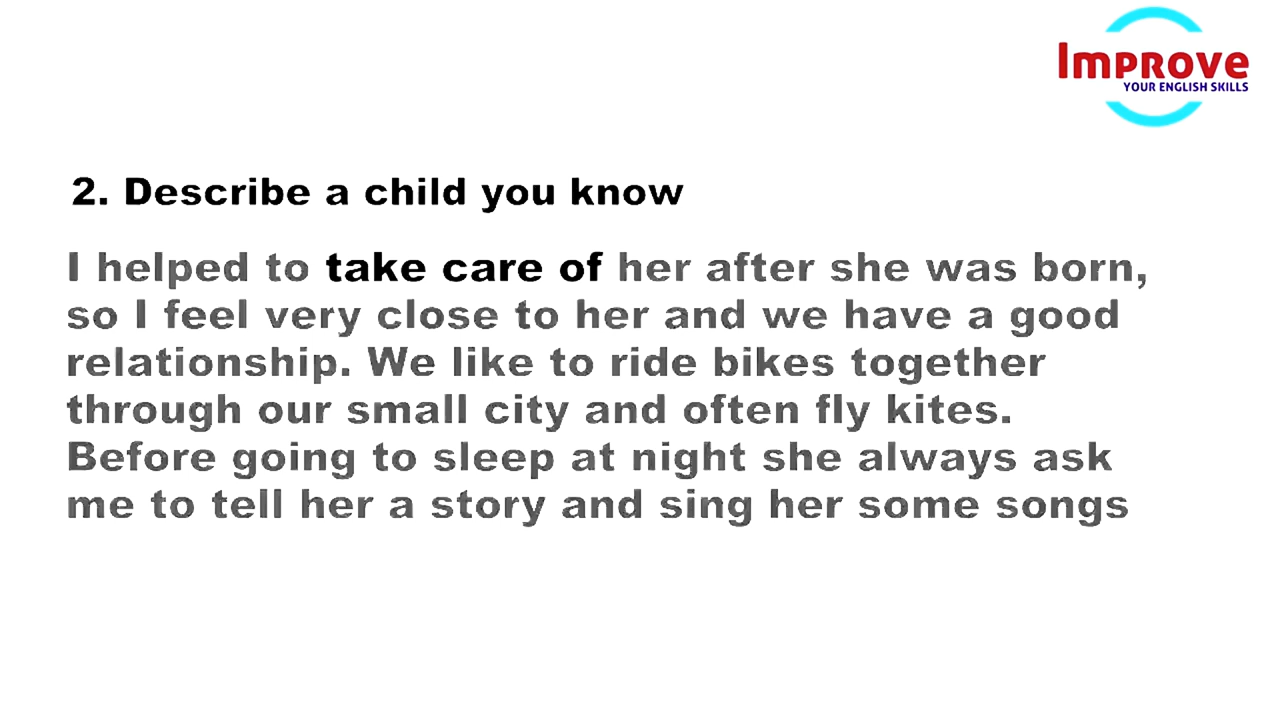 Improve
YOUR ENGLISH SKILLS
2. Describe a child you know
I helped to take care of her after she was born,
so I feel very close to her and we have a good
relationship. We like to ride bikes together
through our small city and often fly kites.
Before going to sleep at night she always ask
me to tell her a story and sing her some songs